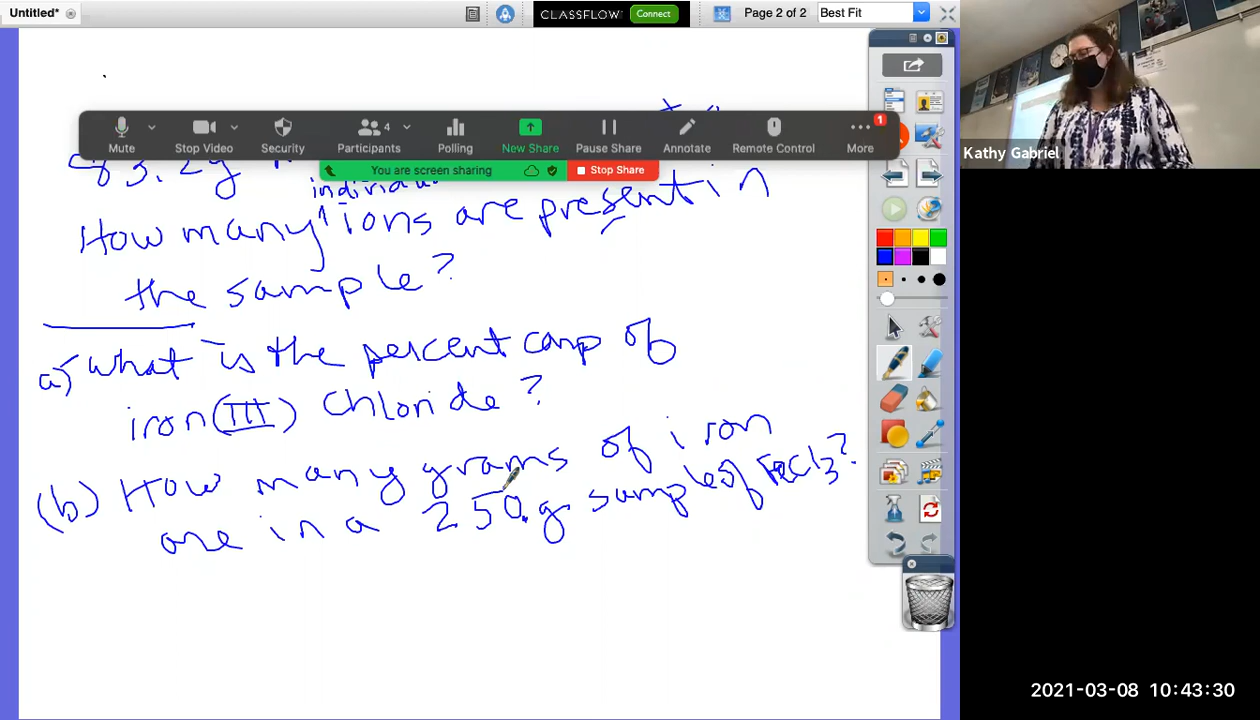 Untitled*
CLASSFLOW Connect
Page 2 of 2
Best Fit
Mute
Stop Video
Security
4
Participants
Polling
New Share
Pause Share
Annotate
Remote Control
1
More
You are screen sharing
Stop Share
Kathy Gabriel
83.2g
individual
How many ions are present in
the sample?
a) what is the percent comp of
iron (III) chloride?
(b) How many grams of iron
are in a 250. g sample of FeCl3?
2021-03-08 10:43:30